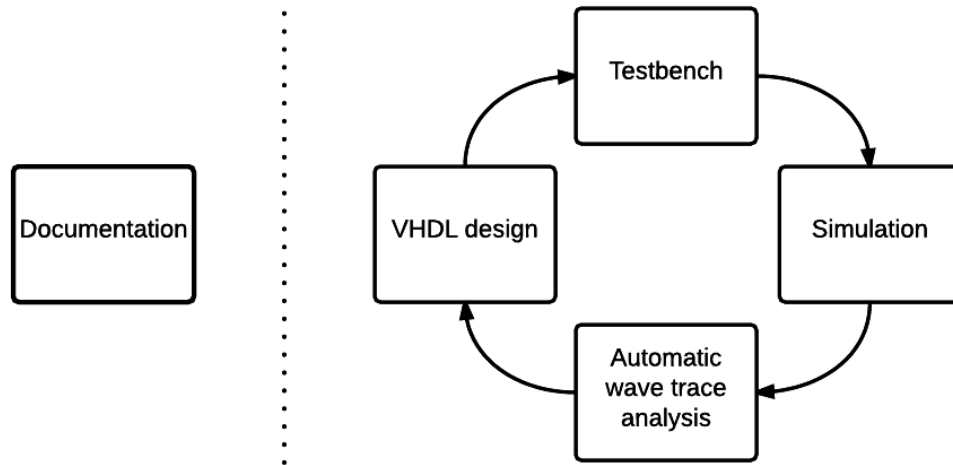 Testbench
Documentation
VHDL design
Simulation
Automatic
wave trace
analysis